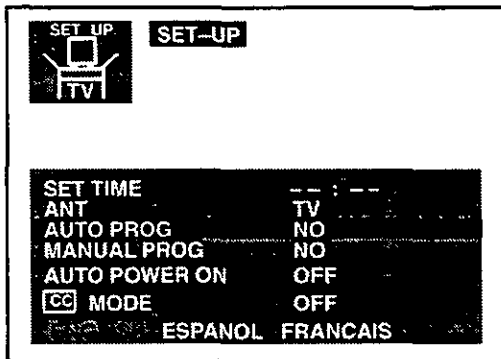 SET UP
SET–UP
TV
SET TIME – – : – –
ANT TV
AUTO PROG NO
MANUAL PROG NO
AUTO POWER ON OFF
CC MODE OFF
ESPANOL FRANCAIS